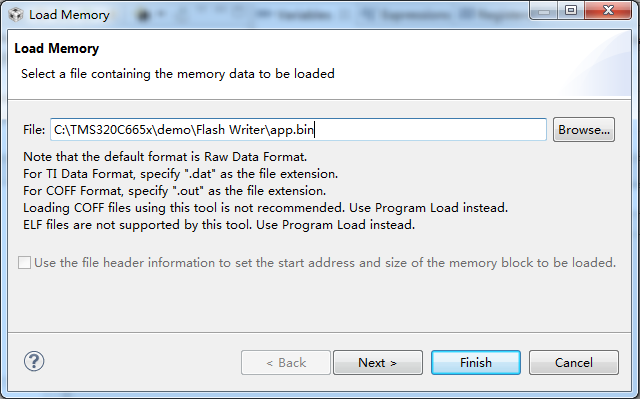 Load Memory
Variables Expressions
Load Memory
Select a file containing the memory data to be loaded
File: C:\TMS320C665x\demo\Flash Writer\app.bin Browse...
Note that the default format is Raw Data Format.
For TI Data Format, specify ".dat" as the file extension.
For COFF Format, specify ".out" as the file extension.
Loading COFF files using this tool is not recommended. Use Program Load instead.
ELF files are not supported by this tool. Use Program Load instead.
Use the file header information to set the start address and size of the memory block to be loaded.
? < Back Next > Finish Cancel